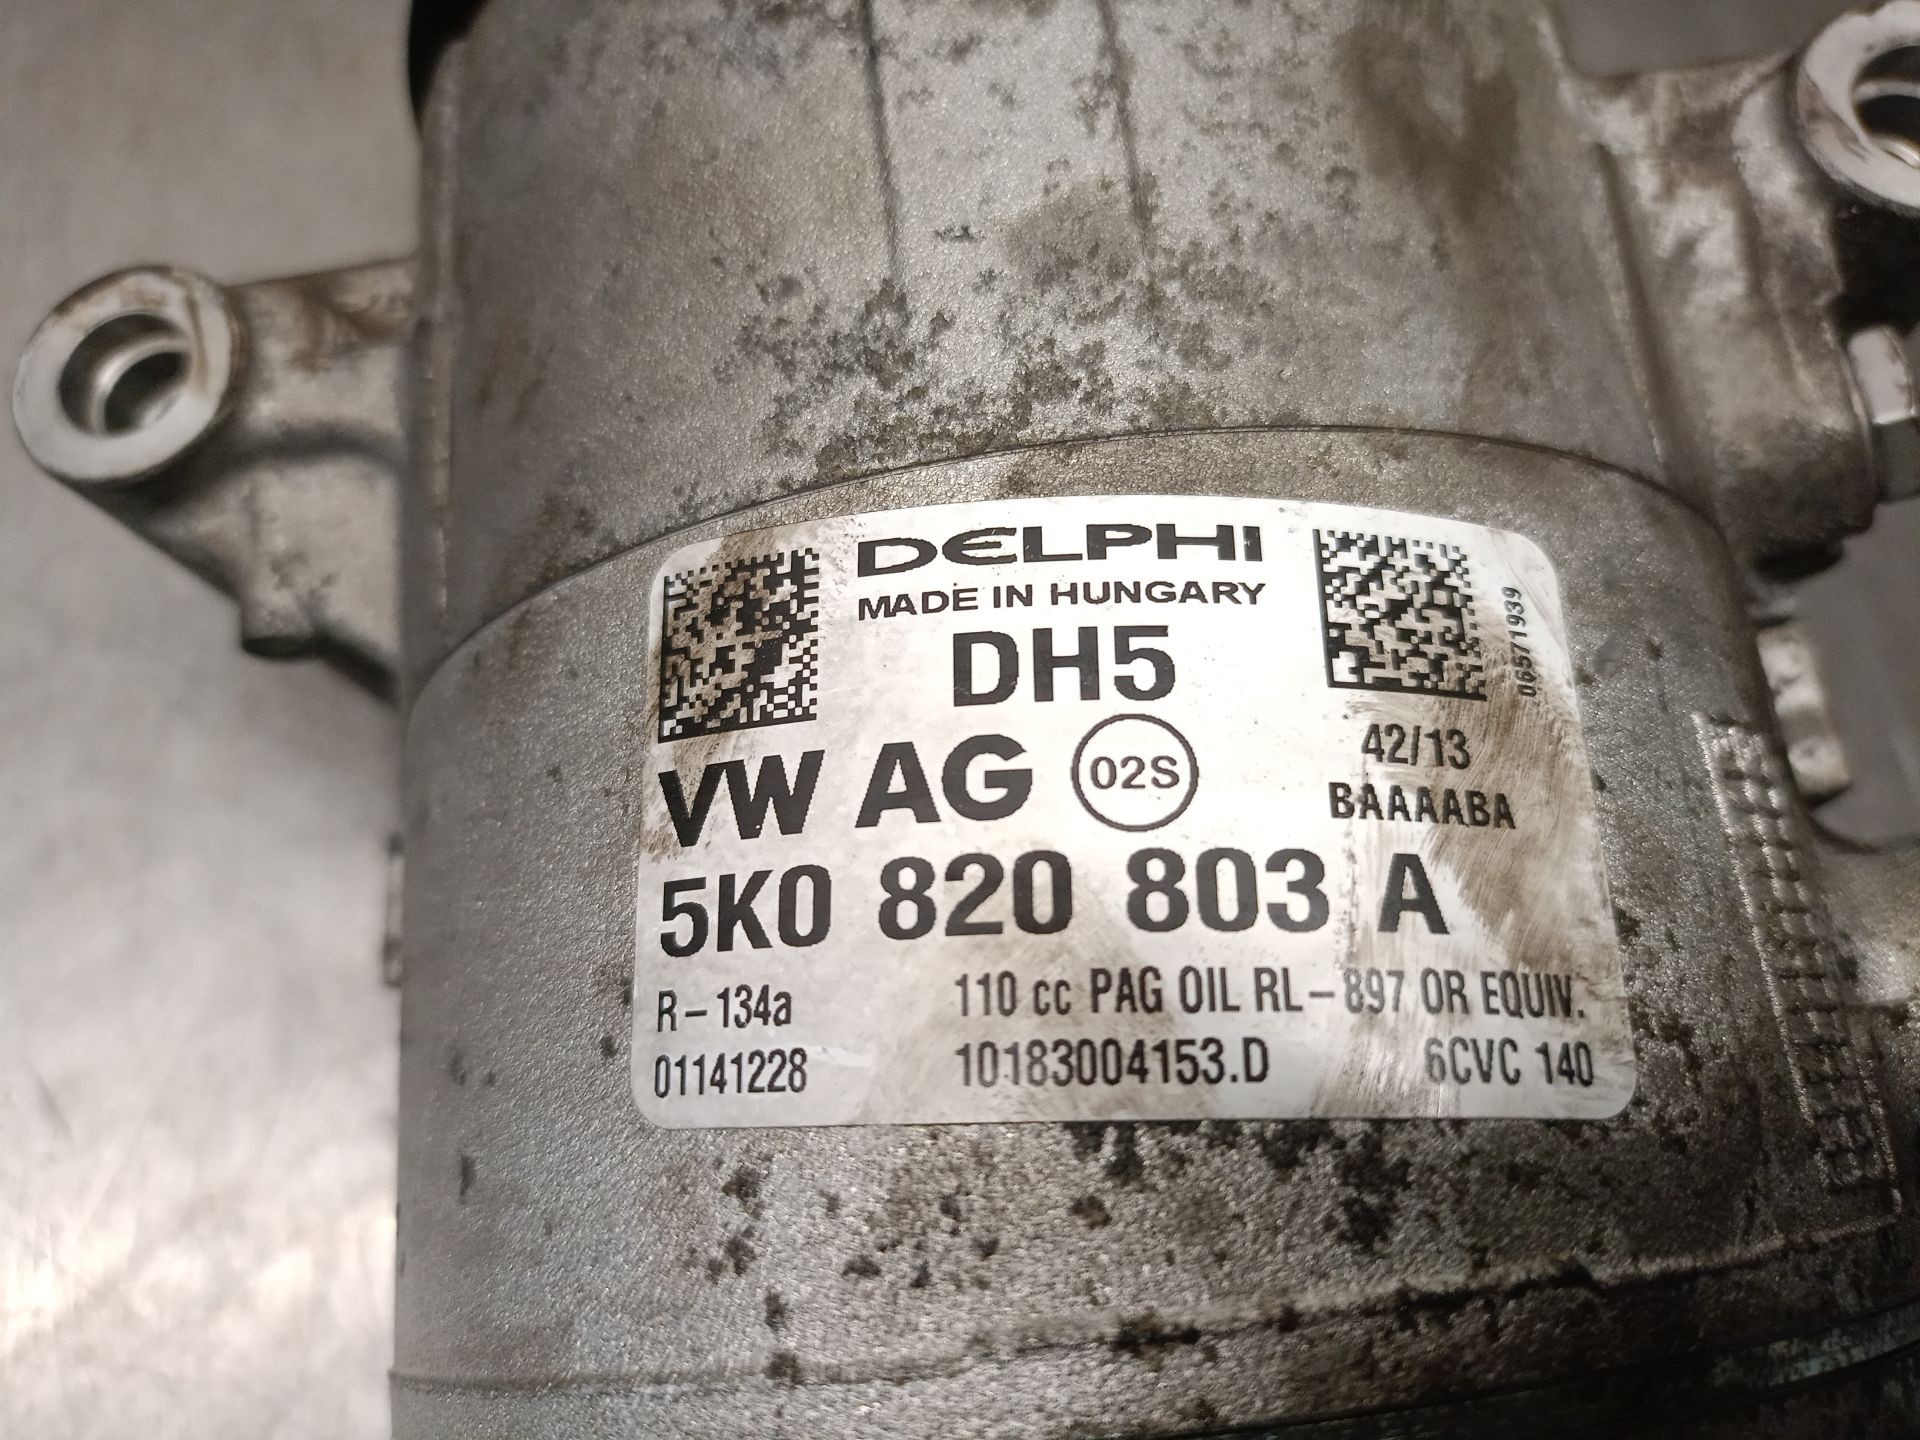 DELPHI
MADE IN HUNGARY
DH5
06571939
42/13
VW AG 02S
BAAAABA
5K0 820 803 A
R-134a 110 cc PAG OIL RL-897 OR EQUIV.
01141228 10183004153.D 6CVC 140